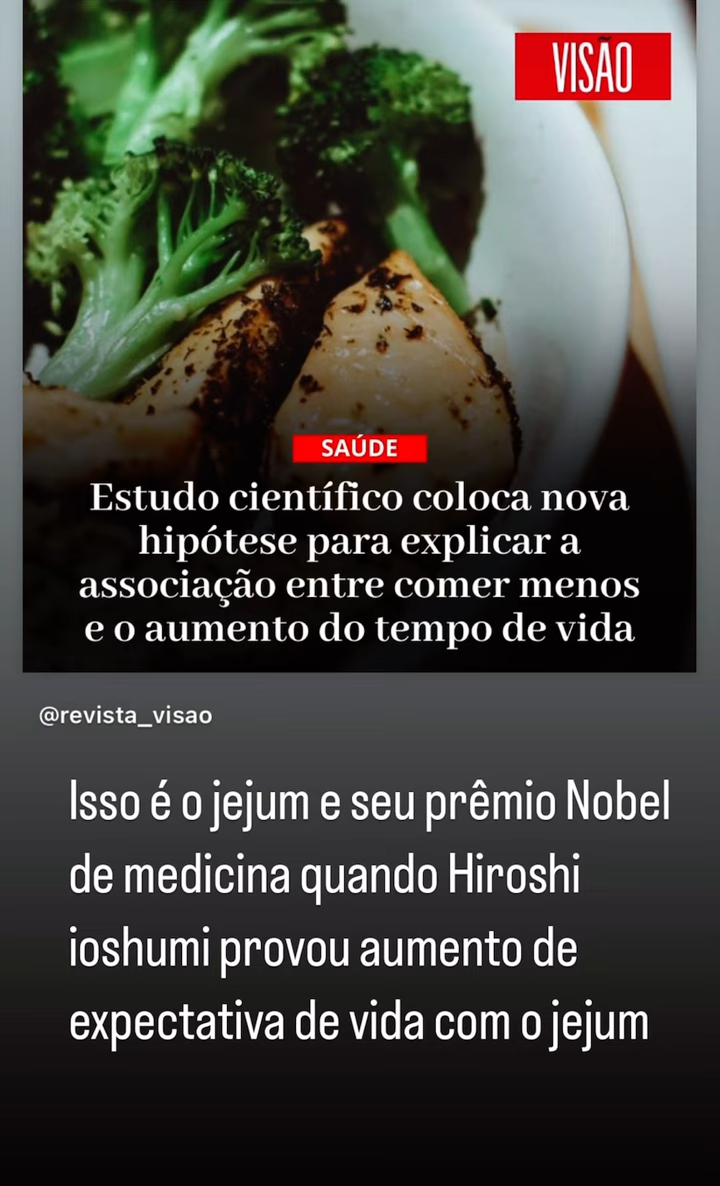 VISÃO
SAÚDE
Estudo científico coloca nova
hipótese para explicar a
associação entre comer menos
e o aumento do tempo de vida
@revista_visao
Isso é o jejum e seu prêmio Nobel
de medicina quando Hiroshi
ioshumi provou aumento de
expectativa de vida com o jejum